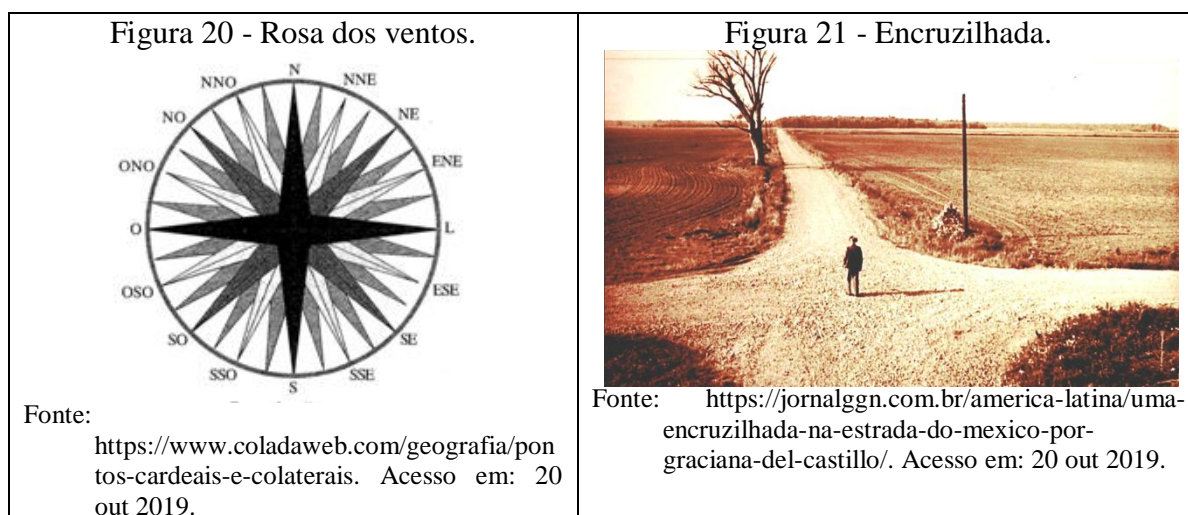 Figura 20 - Rosa dos ventos.
N
NNO
NNE
NO
NE
ONO
ENE
O
L
OSO
ESE
SO
SE
SSO
SSE
S
Fonte:
https://www.coladaweb.com/geografia/pon
tos-cardeais-e-colaterais. Acesso em: 20
out 2019.
Figura 21 - Encruzilhada.
Fonte: https://jornalggn.com.br/america-latina/uma-
encruzilhada-na-estrada-do-mexico-por-
graciana-del-castillo/. Acesso em: 20 out 2019.